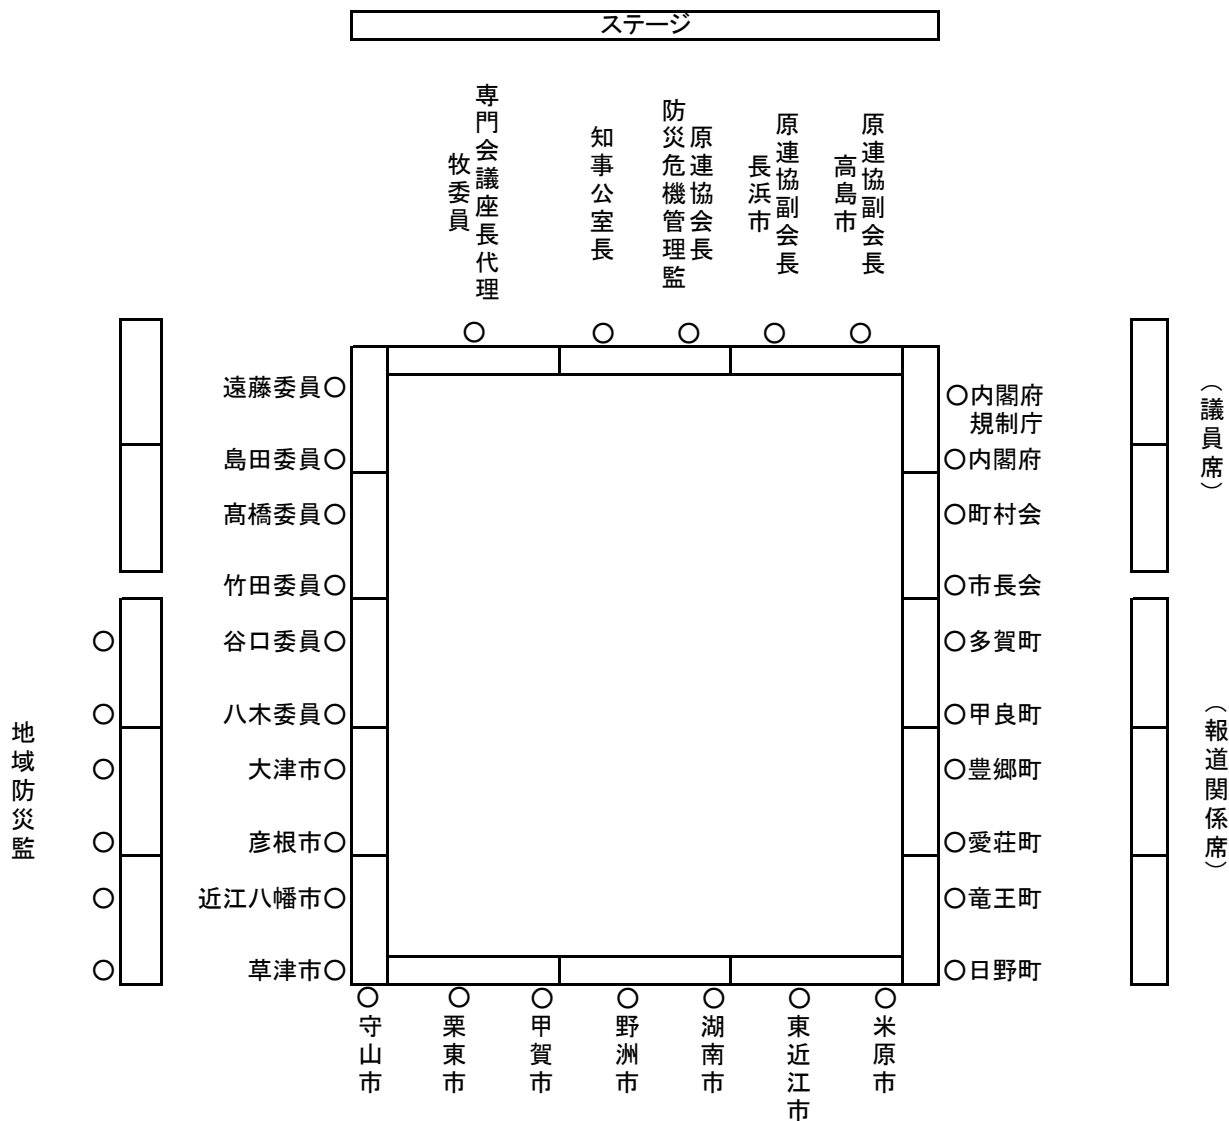 ステージ
専門会議座長代理
牧委員
知事公室長
原連協会長
防災危機管理監
原連協副会長
長浜市
原連協副会長
高島市
遠藤委員
島田委員
髙橋委員
竹田委員
谷口委員
八木委員
大津市
彦根市
近江八幡市
草津市
内閣府
規制庁
内閣府
町村会
市長会
多賀町
甲良町
豊郷町
愛荘町
竜王町
日野町
守山市
栗東市
甲賀市
野洲市
湖南市
東近江市
米原市
地域防災監
（議員席）
（報道関係席）